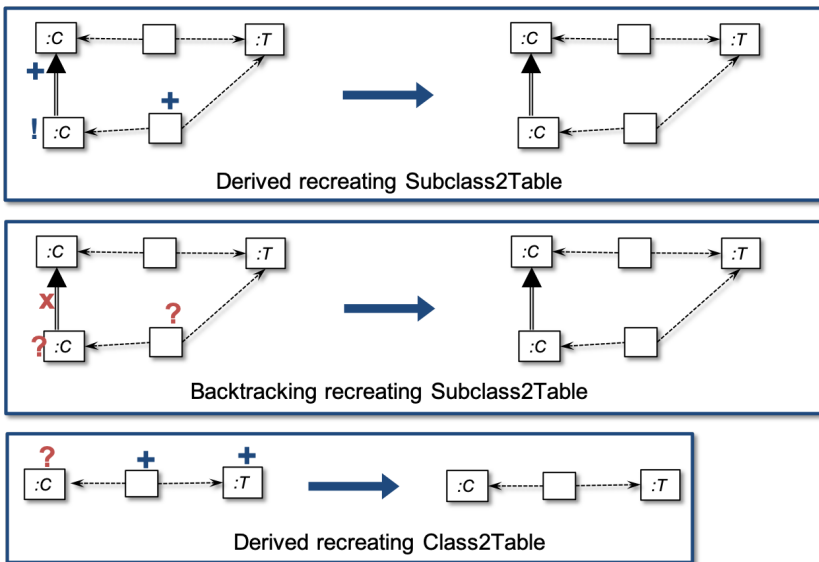 :C :T
+
+
! :C
Derived recreating Subclass2Table
:C :T
:C
:C :T
x ?
? :C
Backtracking recreating Subclass2Table
:C :T
:C
? + +
:C :T :C :T
Derived recreating Class2Table